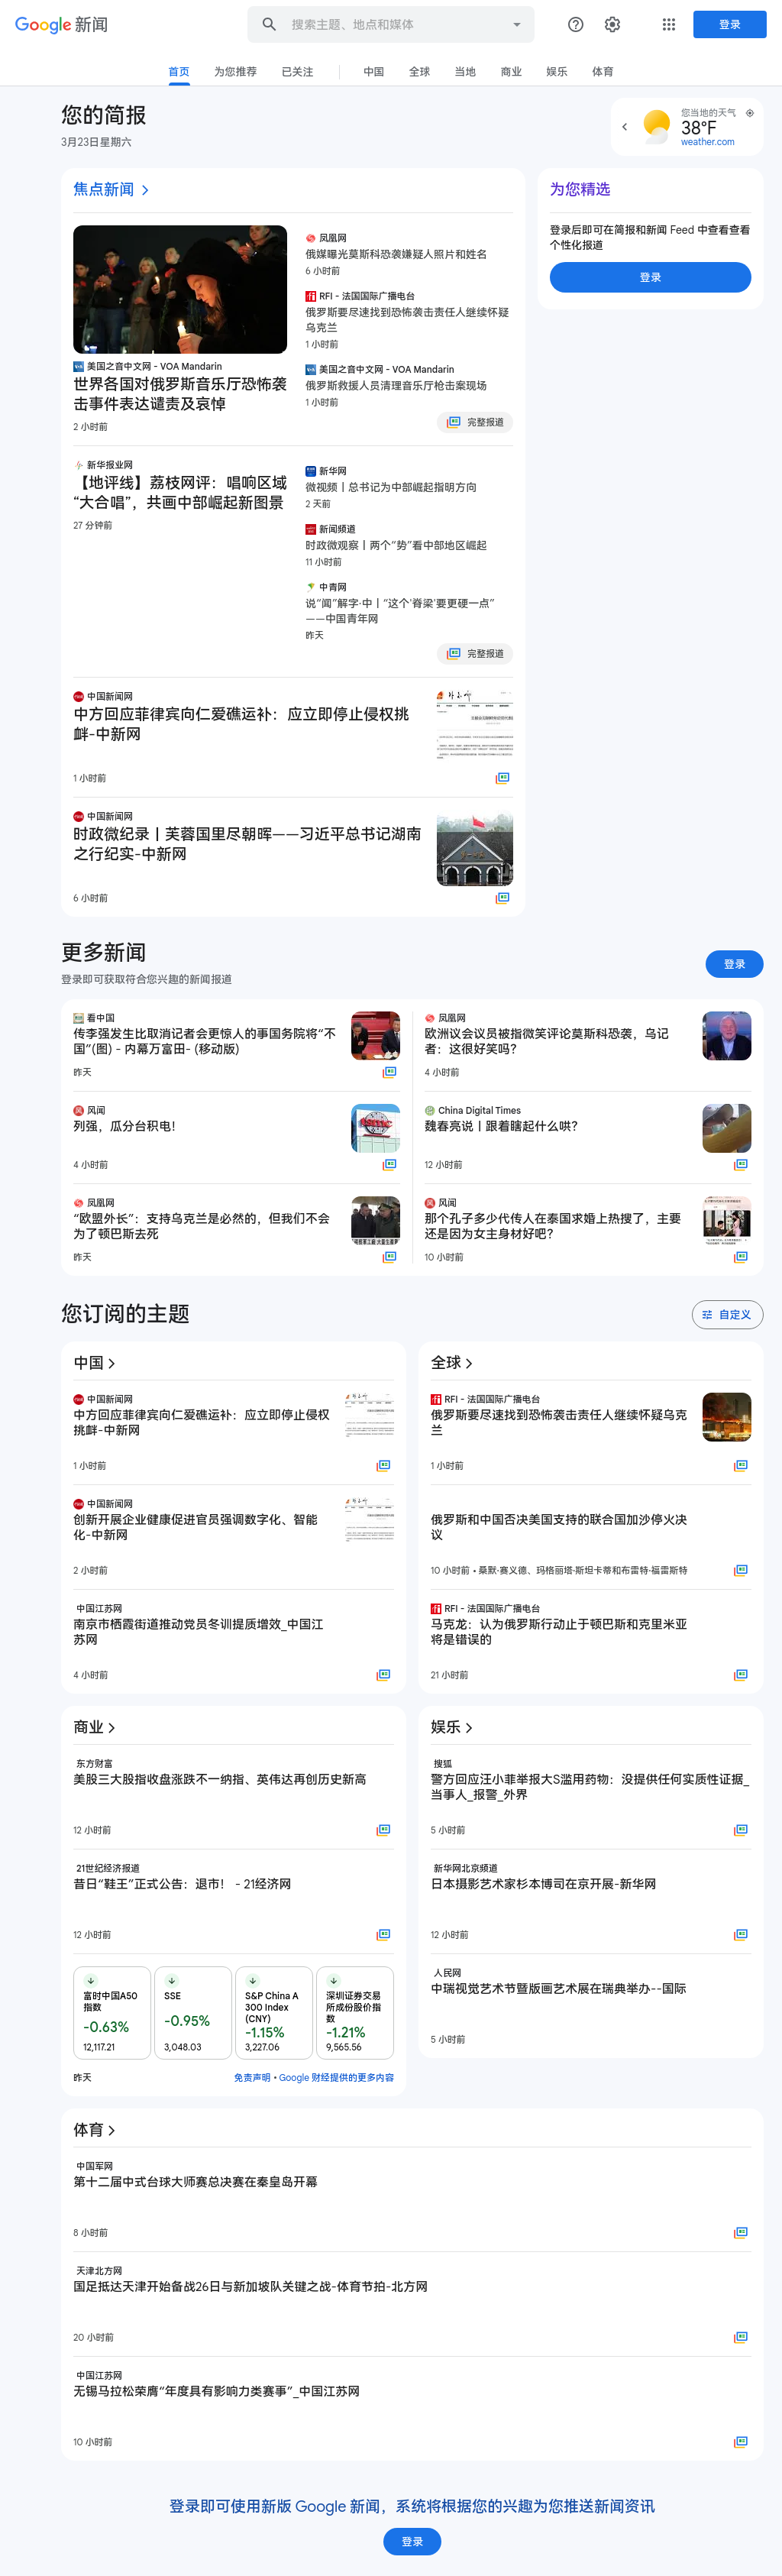 Google 新闻
搜索主题、地点和媒体
登录
首页
为您推荐
已关注
中国
全球
当地
商业
娱乐
体育
您的简报
3月23日星期六
您当地的天气
38°F
weather.com
焦点新闻
美国之音中文网 - VOA Mandarin
世界各国对俄罗斯音乐厅恐怖袭
击事件表达谴责及哀悼
2 小时前
凤凰网
俄媒曝光莫斯科恐袭嫌疑人照片和姓名
6 小时前
RFI - 法国国际广播电台
俄罗斯要尽速找到恐怖袭击责任人继续怀疑
乌克兰
1 小时前
美国之音中文网 - VOA Mandarin
俄罗斯救援人员清理音乐厅枪击案现场
1 小时前
完整报道
新华报业网
【地评线】荔枝网评：唱响区域
“大合唱”，共画中部崛起新图景
27 分钟前
新华网
微视频丨总书记为中部崛起指明方向
2 天前
新闻频道
时政微观察丨两个“势”看中部地区崛起
11 小时前
中青网
说“闻”解字·中丨“这个‘脊梁’要更硬一点”
——中国青年网
昨天
完整报道
中国新闻网
中方回应菲律宾向仁爱礁运补：应立即停止侵权挑
衅-中新网
1 小时前
中国新闻网
时政微纪录丨芙蓉国里尽朝晖——习近平总书记湖南
之行纪实-中新网
6 小时前
为您精选
登录后即可在简报和新闻 Feed 中查看查看
个性化报道
登录
更多新闻
登录即可获取符合您兴趣的新闻报道
登录
看中国
传李强发生比取消记者会更惊人的事国务院将“不
国”(图) - 内幕万富田- (移动版)
昨天
凤凰网
欧洲议会议员被指微笑评论莫斯科恐袭，乌记
者：这很好笑吗？
4 小时前
风闻
列强，瓜分台积电！
4 小时前
China Digital Times
魏春亮说丨跟着瞎起什么哄？
12 小时前
凤凰网
“欧盟外长”：支持乌克兰是必然的，但我们不会
为了顿巴斯去死
昨天
风闻
那个孔子多少代传人在泰国求婚上热搜了，主要
还是因为女主身材好吧？
10 小时前
您订阅的主题
自定义
中国
中国新闻网
中方回应菲律宾向仁爱礁运补：应立即停止侵权
挑衅-中新网
1 小时前
中国新闻网
创新开展企业健康促进官员强调数字化、智能
化-中新网
2 小时前
中国江苏网
南京市栖霞街道推动党员冬训提质增效_中国江
苏网
4 小时前
全球
RFI - 法国国际广播电台
俄罗斯要尽速找到恐怖袭击责任人继续怀疑乌克
兰
1 小时前
俄罗斯和中国否决美国支持的联合国加沙停火决
议
10 小时前 • 桑默·赛义德、玛格丽塔·斯坦卡蒂和布雷特·福雷斯特
RFI - 法国国际广播电台
马克龙：认为俄罗斯行动止于顿巴斯和克里米亚
将是错误的
21 小时前
商业
东方财富
美股三大股指收盘涨跌不一纳指、英伟达再创历史新高
12 小时前
21世纪经济报道
昔日“鞋王”正式公告：退市！ - 21经济网
12 小时前
富时中国A50
指数
-0.63%
12,117.21
SSE
-0.95%
3,048.03
S&P China A
300 Index
(CNY)
-1.15%
3,227.06
深圳证券交易
所成份股价指
数
-1.21%
9,565.56
昨天
免责声明 • Google 财经提供的更多内容
娱乐
搜狐
警方回应汪小菲举报大S滥用药物：没提供任何实质性证据_
当事人_报警_外界
5 小时前
新华网北京频道
日本摄影艺术家杉本博司在京开展-新华网
12 小时前
人民网
中瑞视觉艺术节暨版画艺术展在瑞典举办--国际
5 小时前
体育
中国军网
第十二届中式台球大师赛总决赛在秦皇岛开幕
8 小时前
天津北方网
国足抵达天津开始备战26日与新加坡队关键之战-体育节拍-北方网
20 小时前
中国江苏网
无锡马拉松荣膺“年度具有影响力类赛事”_中国江苏网
10 小时前
登录即可使用新版 Google 新闻，系统将根据您的兴趣为您推送新闻资讯
登录